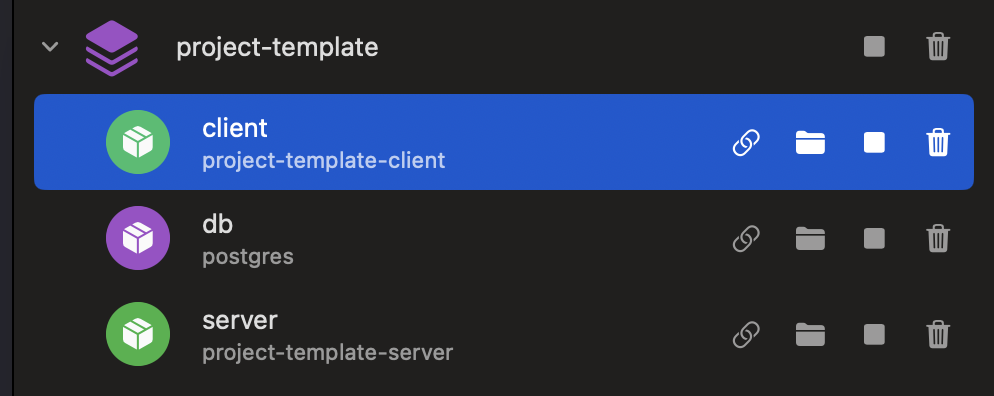 project-template
client
project-template-client
db
postgres
server
project-template-server